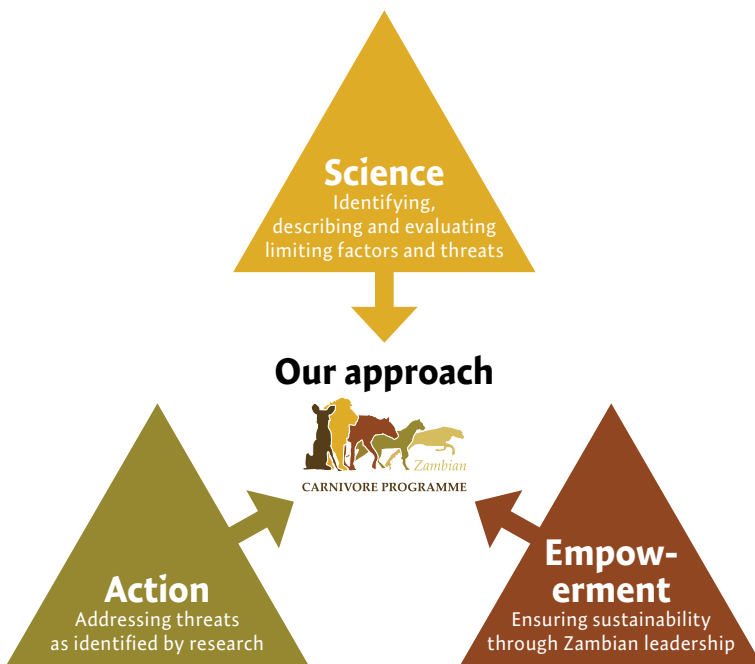 Science
Identifying,
describing and evaluating
limiting factors and threats
Our approach
Zambian
CARNIVORE PROGRAMME
Action
Addressing threats
as identified by research
Empow-
erment
Ensuring sustainability
through Zambian leadership